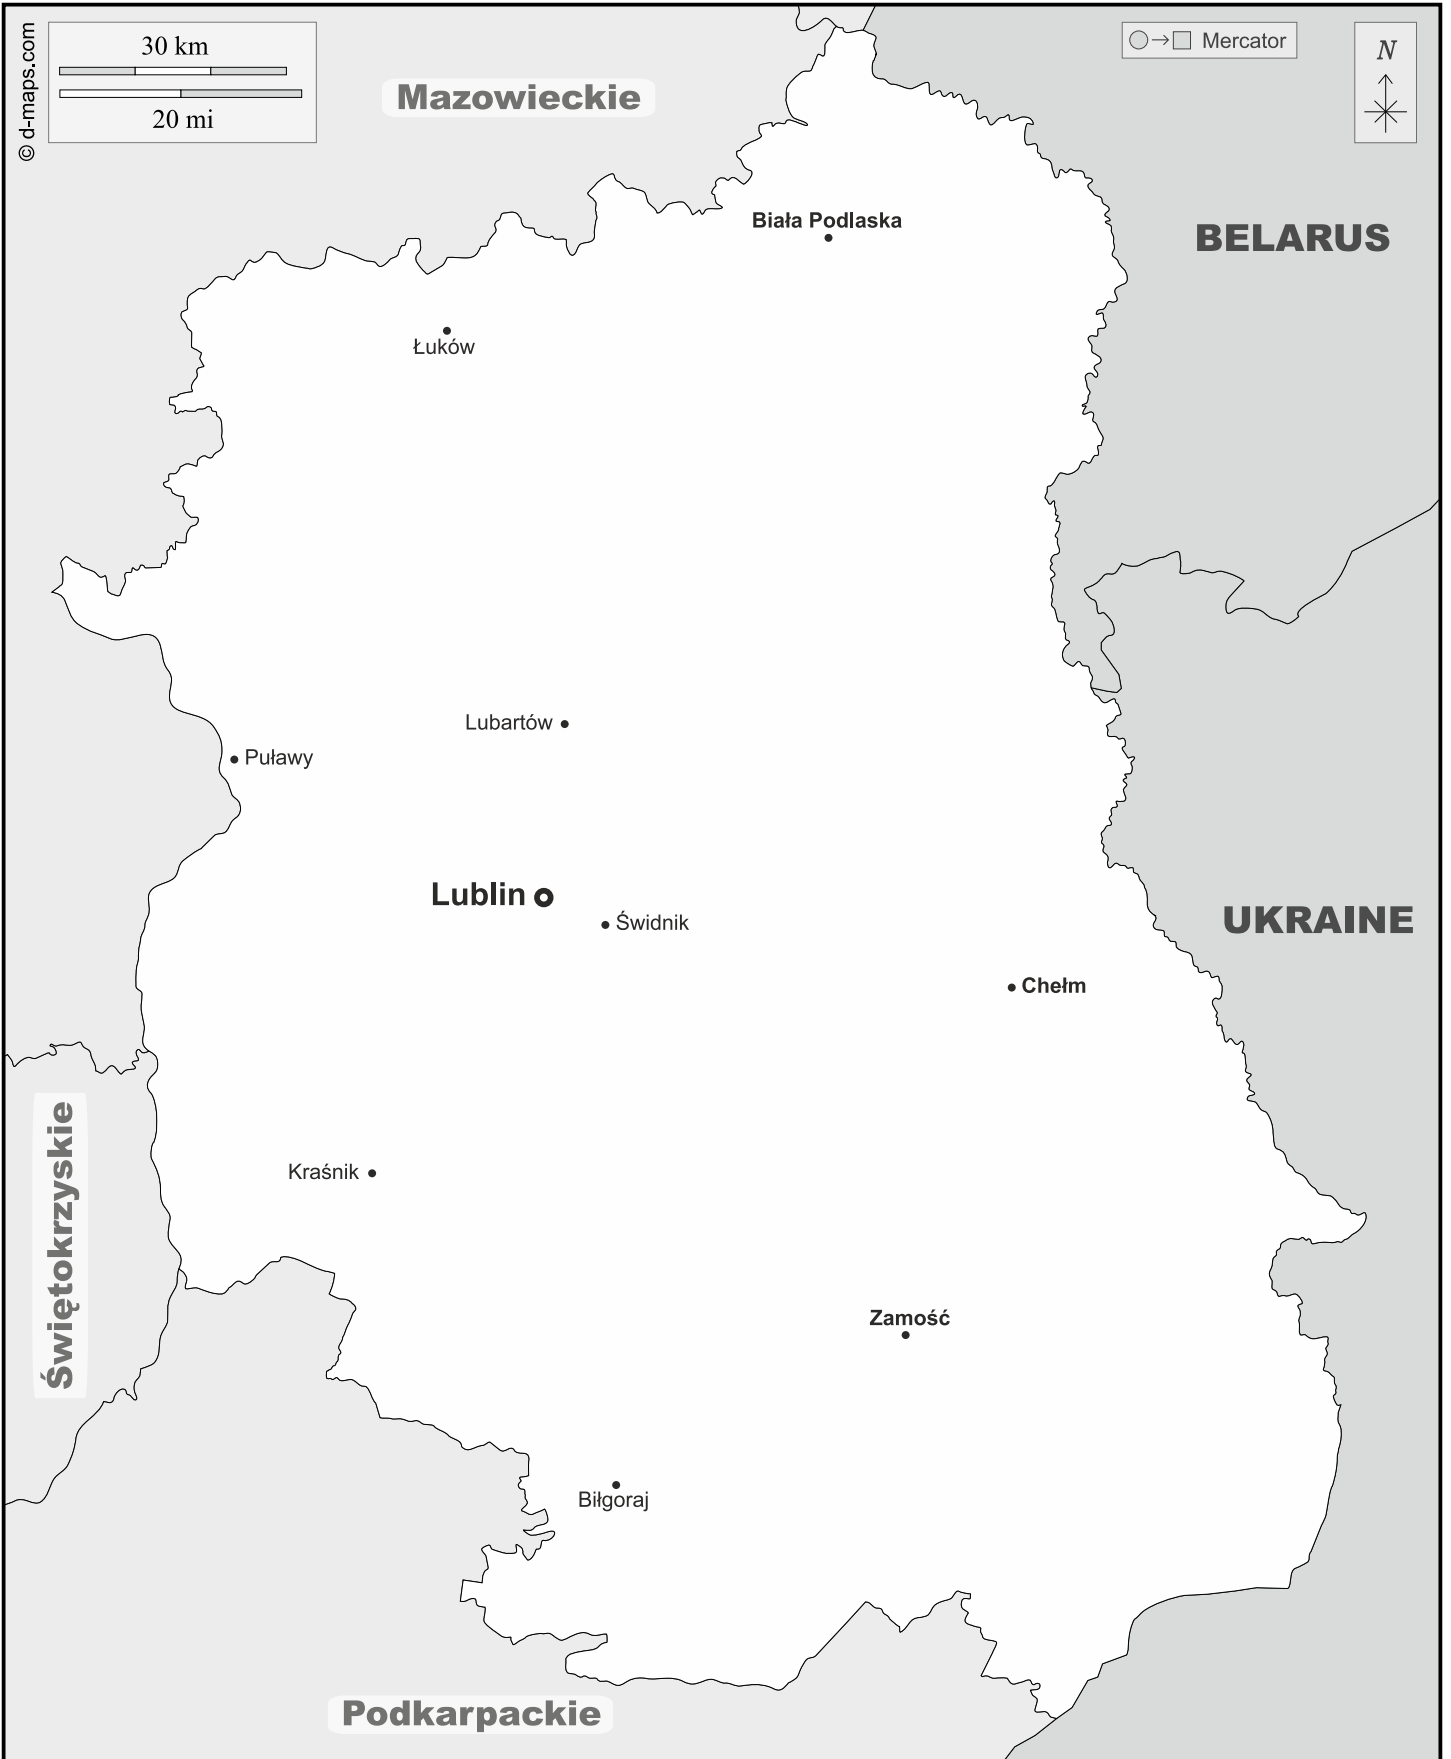 © d-maps.com
30 km
20 mi
Mazowieckie
Mercator
N
Biała Podlaska
BELARUS
Łuków
Lubartów
Puławy
Lublin
Świdnik
UKRAINE
Chełm
Świętokrzyskie
Kraśnik
Zamość
Biłgoraj
Podkarpackie